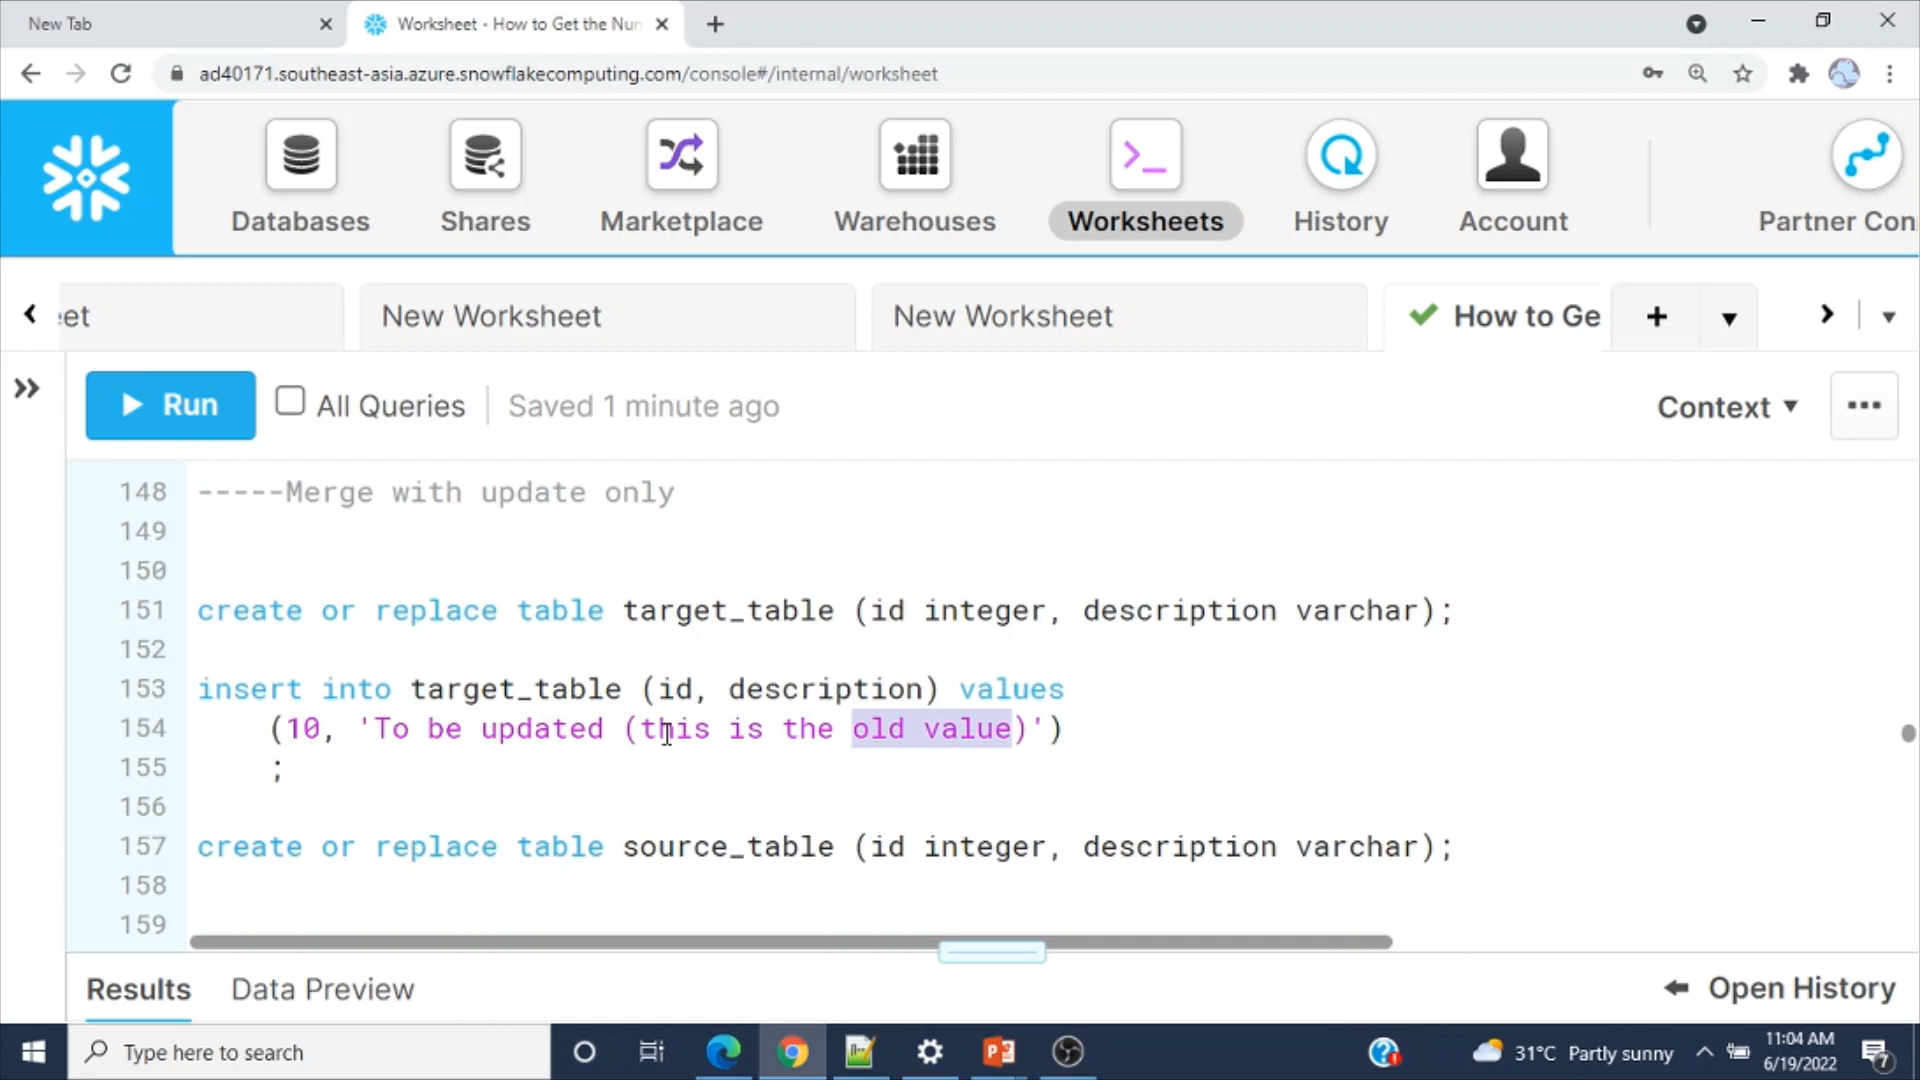 New Tab
Worksheet - How to Get the Nun
ad40171.southeast-asia.azure.snowflakecomputing.com/console#/internal/worksheet
Databases Shares Marketplace Warehouses Worksheets History Account Partner Con
eet New Worksheet New Worksheet How to Ge
Run All Queries Saved 1 minute ago Context
148 -----Merge with update only
149
150
151 create or replace table target_table (id integer, description varchar);
152
153 insert into target_table (id, description) values
154 (10, 'To be updated (this is the old value)')
155 ;
156
157 create or replace table source_table (id integer, description varchar);
158
159
Results Data Preview Open History
Type here to search
31°C Partly sunny
11:04 AM
6/19/2022
7